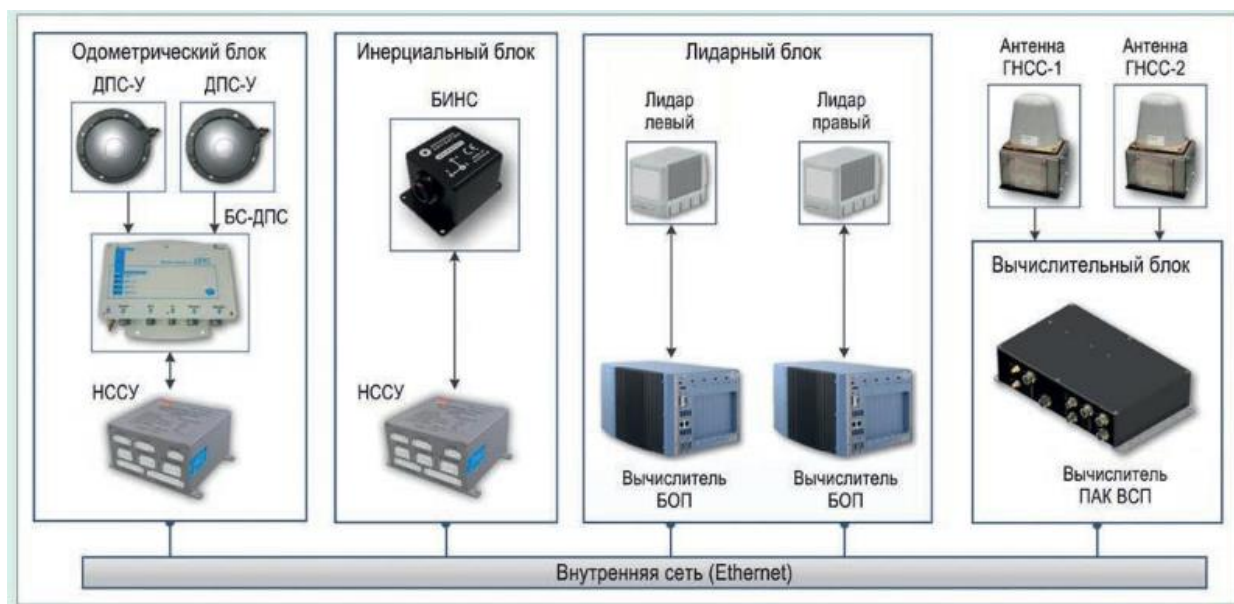 Одометрический блок
ДПС-У
ДПС-У
БС-ДПС
НССУ
Инерциальный блок
БИНС
НССУ
Лидарный блок
Лидар
левый
Лидар
правый
Вычислитель
БОП
Вычислитель
БОП
Антенна
ГНСС-1
Антенна
ГНСС-2
Вычислительный блок
Вычислитель
ПАК ВСП
Внутренняя сеть (Ethernet)